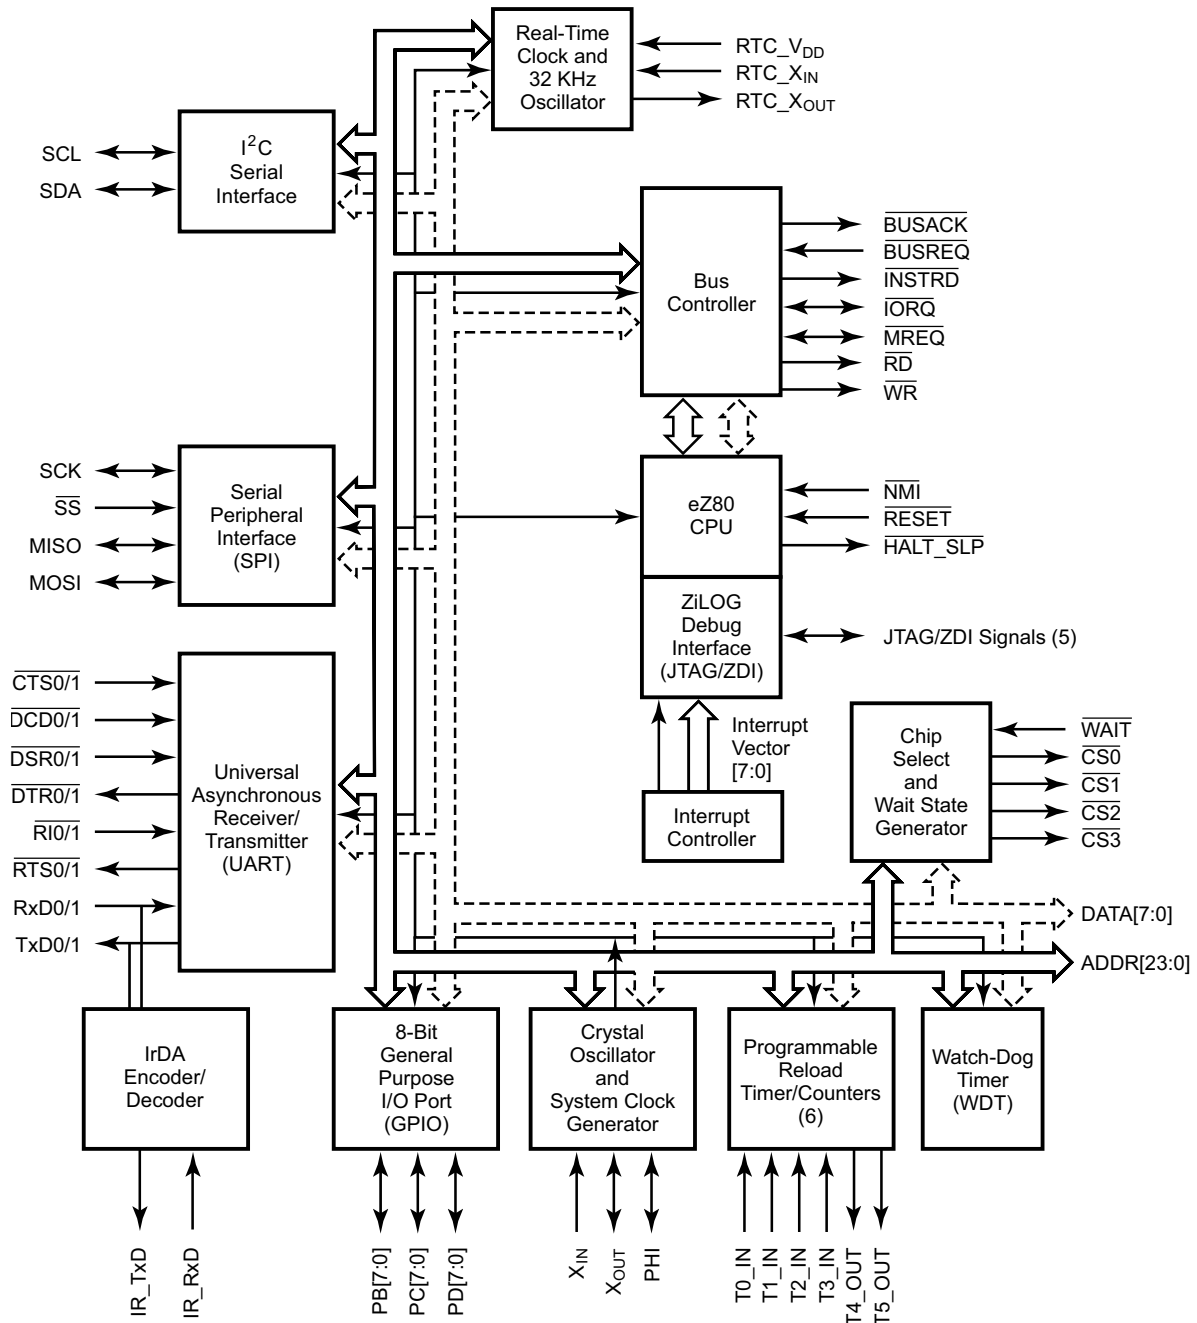 Real-Time
Clock and
32 KHz
Oscillator
RTC_VDD
RTC_XIN
RTC_XOUT
I2C
Serial
Interface
SCL
SDA
Bus
Controller
BUSACK
BUSREQ
INSTRD
IORQ
MREQ
RD
WR
SCK
SS
MISO
MOSI
Serial
Peripheral
Interface
(SPI)
eZ80
CPU
NMI
RESET
HALT_SLP
ZiLOG
Debug
Interface
(JTAG/ZDI)
JTAG/ZDI Signals (5)
CTS0/1
DCD0/1
DSR0/1
DTR0/1
RI0/1
RTS0/1
RxD0/1
TxD0/1
Universal
Asynchronous
Receiver/
Transmitter
(UART)
Interrupt
Vector
[7:0]
Interrupt
Controller
Chip
Select
and
Wait State
Generator
WAIT
CS0
CS1
CS2
CS3
DATA[7:0]
ADDR[23:0]
IrDA
Encoder/
Decoder
8-Bit
General
Purpose
I/O Port
(GPIO)
Crystal
Oscillator
and
System Clock
Generator
Programmable
Reload
Timer/Counters
(6)
Watch-Dog
Timer
(WDT)
IR_TxD
IR_RxD
PB[7:0]
PC[7:0]
PD[7:0]
XIN
XOUT
PHI
T0_IN
T1_IN
T2_IN
T3_IN
T4_OUT
T5_OUT